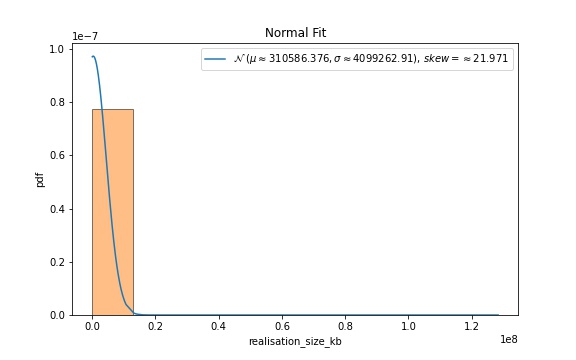 Normal Fit
1e−7
𝒩 (μ ≈ 310586.376, σ ≈ 4099262.91), skew = ≈ 21.971
1.0
0.8
0.6
0.4
0.2
0.0
pdf
0.0 0.2 0.4 0.6 0.8 1.0 1.2
1e8
realisation_size_kb